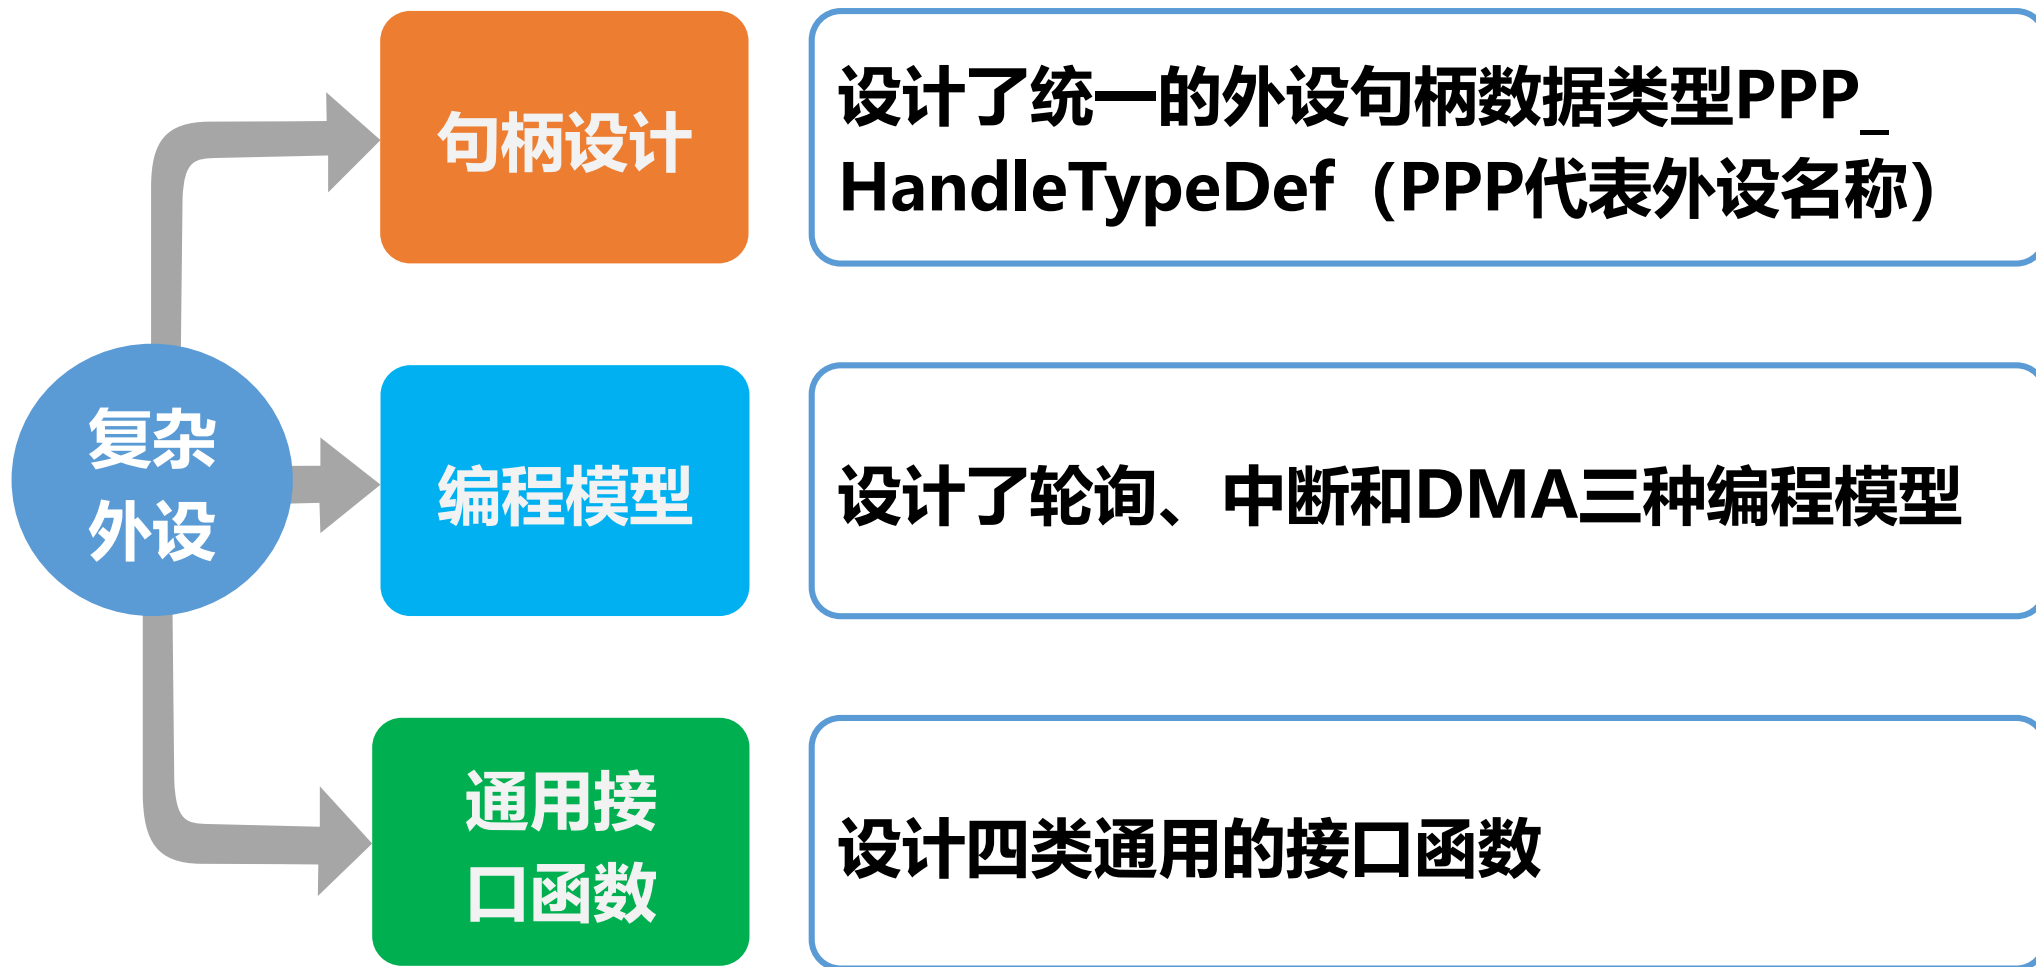 句柄设计
设计了统一的外设句柄数据类型PPP_
HandleTypeDef（PPP代表外设名称）
复杂
外设
编程模型
设计了轮询、中断和DMA三种编程模型
通用接
口函数
设计四类通用的接口函数